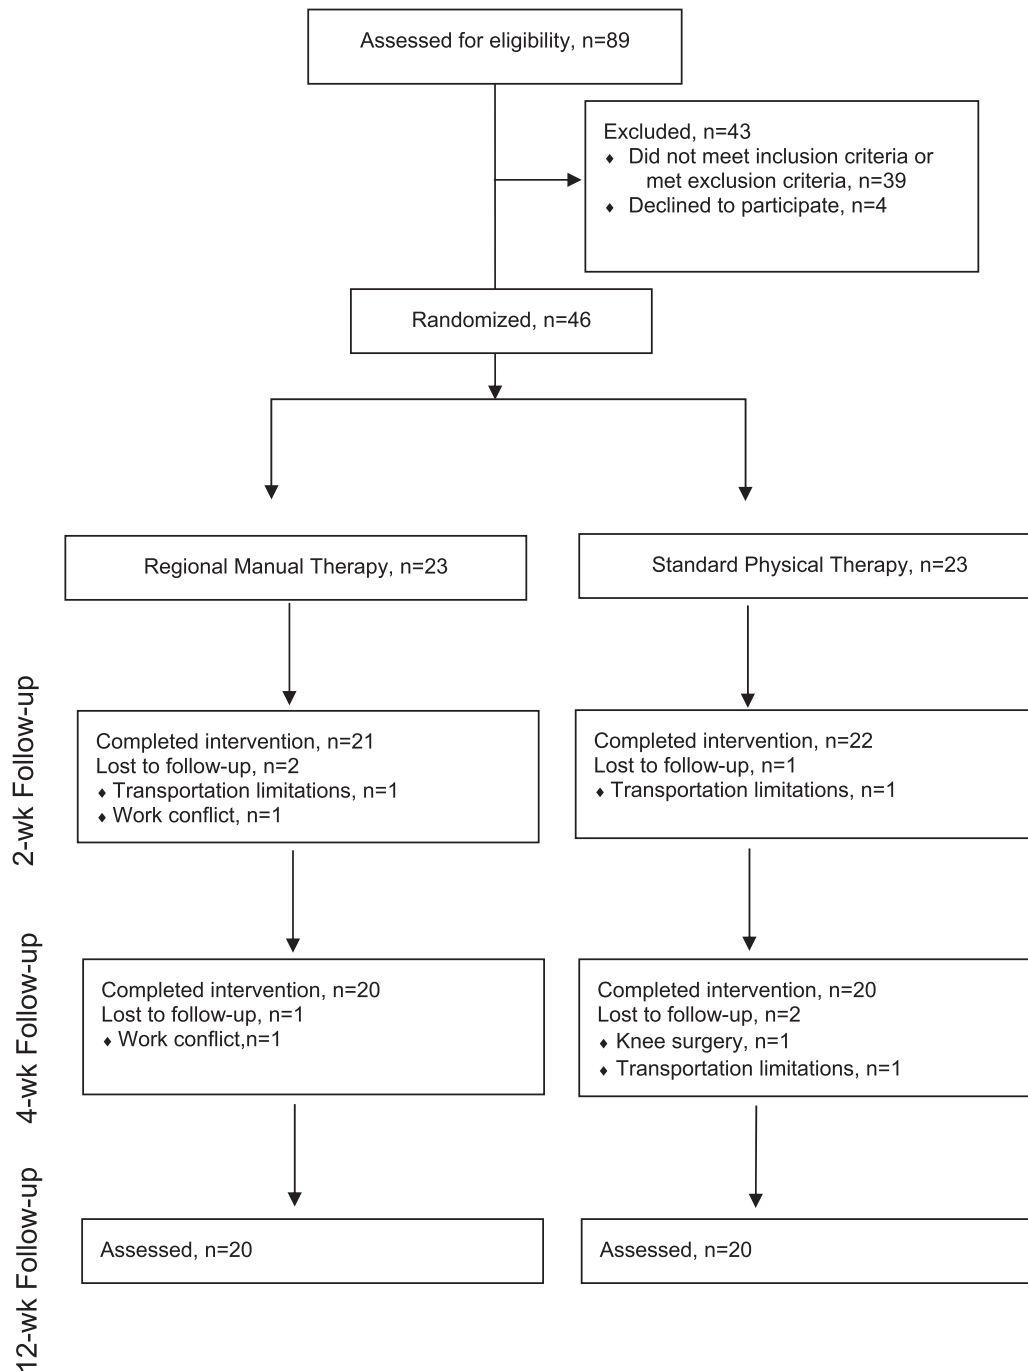 Assessed for eligibility, n=89
Excluded, n=43
♦ Did not meet inclusion criteria or
met exclusion criteria, n=39
♦ Declined to participate, n=4
Randomized, n=46
Regional Manual Therapy, n=23
Standard Physical Therapy, n=23
2-wk Follow-up
Completed intervention, n=21
Lost to follow-up, n=2
♦ Transportation limitations, n=1
♦ Work conflict, n=1
Completed intervention, n=22
Lost to follow-up, n=1
♦ Transportation limitations, n=1
4-wk Follow-up
Completed intervention, n=20
Lost to follow-up, n=1
♦ Work conflict,n=1
Completed intervention, n=20
Lost to follow-up, n=2
♦ Knee surgery, n=1
♦ Transportation limitations, n=1
12-wk Follow-up
Assessed, n=20
Assessed, n=20